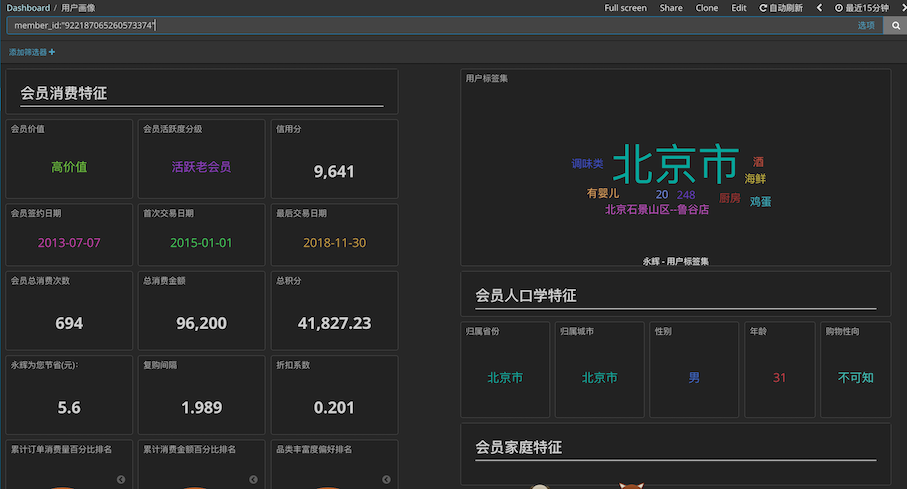 Dashboard / 用户画像
Full screen Share Clone Edit 自动刷新 最近15分钟
member_id:"922187065260573374" 选项
添加筛选器 +
会员消费特征
会员价值 会员活跃度分级 信用分
高价值 活跃老会员 9,641
会员签约日期 首次交易日期 最后交易日期
2013-07-07 2015-01-01 2018-11-30
会员总消费次数 总消费金额 总积分
694 96,200 41,827.23
永辉为您节省(元): 复购间隔 折扣系数
5.6 1.989 0.201
累计订单消费量百分比排名 累计消费金额百分比排名 品类丰富度偏好排名
用户标签集
调味类 北京市 酒
海鲜
有婴儿 20 248 厨房 鸡蛋
北京石景山区--鲁谷店
永辉 - 用户标签集
会员人口学特征
归属省份 归属城市 性别 年龄 购物性向
北京市 北京市 男 31 不可知
会员家庭特征